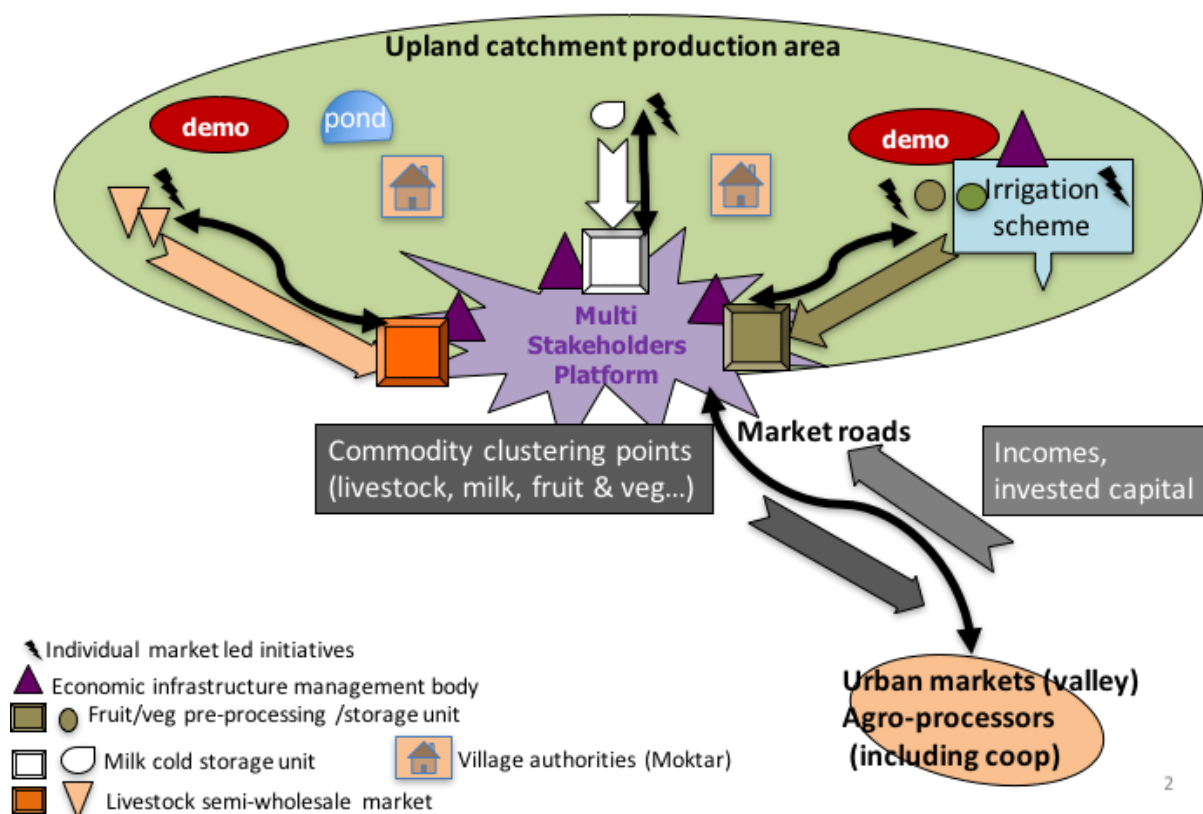 Upland catchment production area
demo
pond
demo
Irrigation
scheme
Multi
Stakeholders
Platform
Commodity clustering points
(livestock, milk, fruit & veg…)
Market roads
Incomes,
invested capital
Individual market led initiatives
Economic infrastructure management body
Fruit/veg pre-processing /storage unit
Milk cold storage unit
Village authorities (Moktar)
Livestock semi-wholesale market
Urban markets (valley)
Agro-processors
(including coop)
2